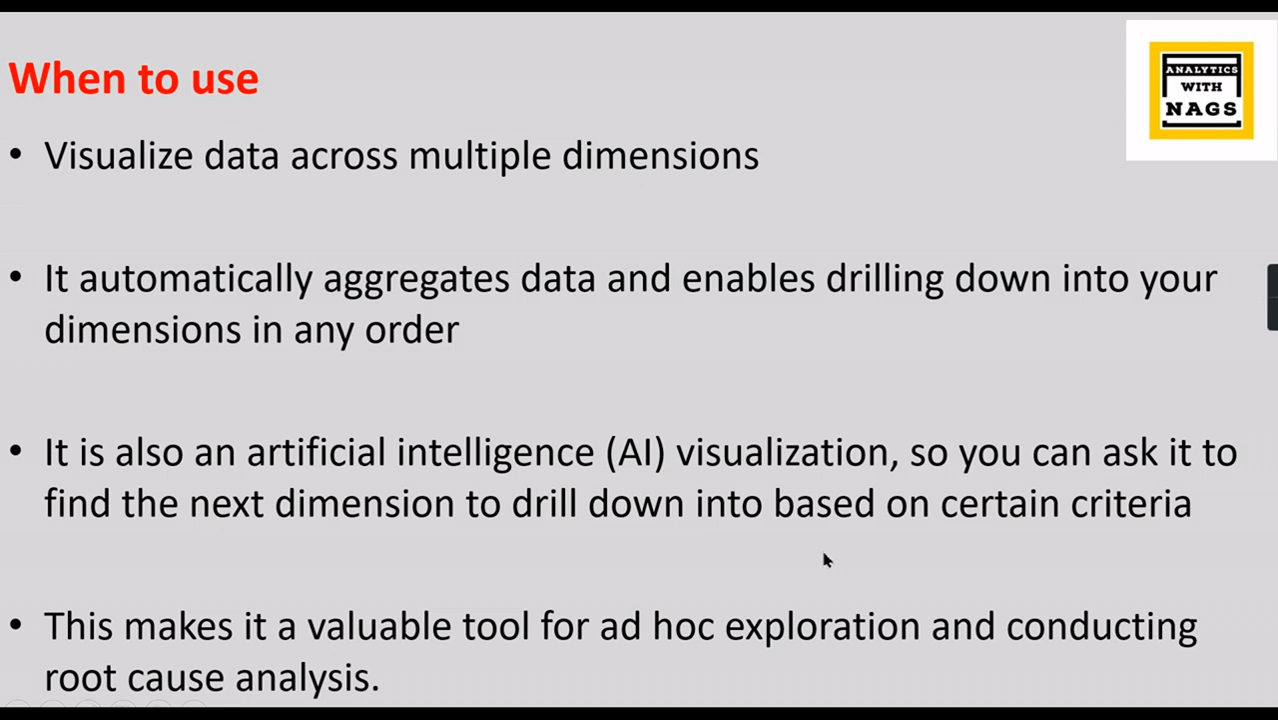 When to use
ANALYTICS
WITH
NAGS
• Visualize data across multiple dimensions
• It automatically aggregates data and enables drilling down into your
dimensions in any order
• It is also an artificial intelligence (AI) visualization, so you can ask it to
find the next dimension to drill down into based on certain criteria
• This makes it a valuable tool for ad hoc exploration and conducting
root cause analysis.